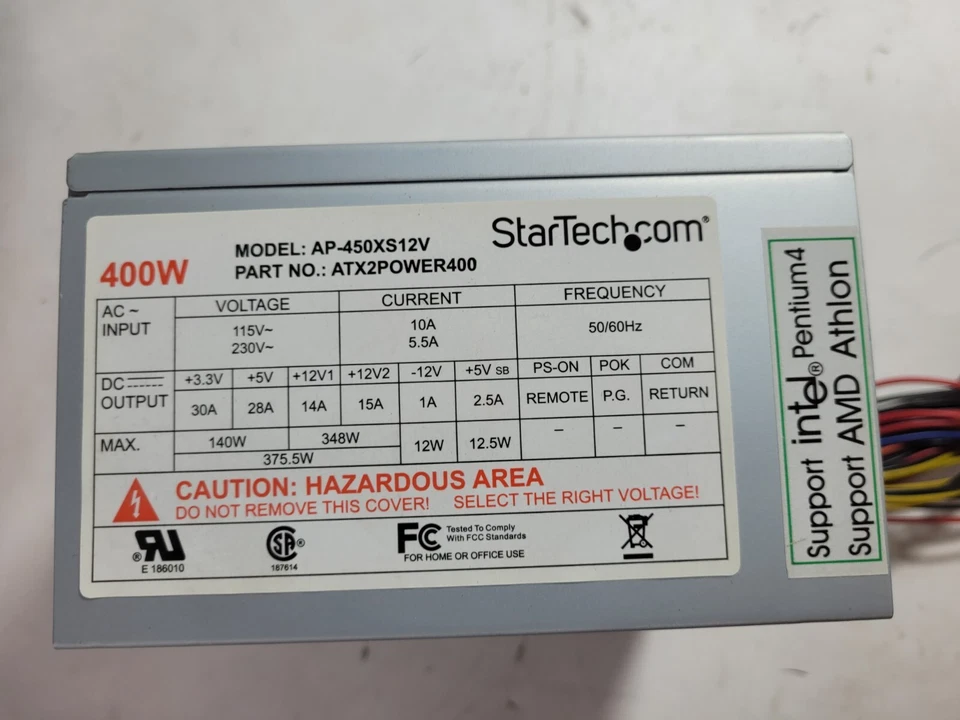 400W
MODEL: AP-450XS12V
PART NO.: ATX2POWER400
StarTech.com®
AC ~ INPUT
VOLTAGE CURRENT FREQUENCY
115V~ 10A 50/60Hz
230V~ 5.5A
DC OUTPUT
+3.3V +5V +12V1 +12V2 -12V +5V SB PS-ON POK COM
30A 28A 14A 15A 1A 2.5A REMOTE P.G. RETURN
MAX. 140W 348W 12W 12.5W – – –
375.5W
CAUTION: HAZARDOUS AREA
DO NOT REMOVE THIS COVER! SELECT THE RIGHT VOLTAGE!
RU®
E 186010
SA®
187614
FC Tested To Comply
With FCC Standards
FOR HOME OR OFFICE USE
Support intel® Pentium4
Support AMD Athlon